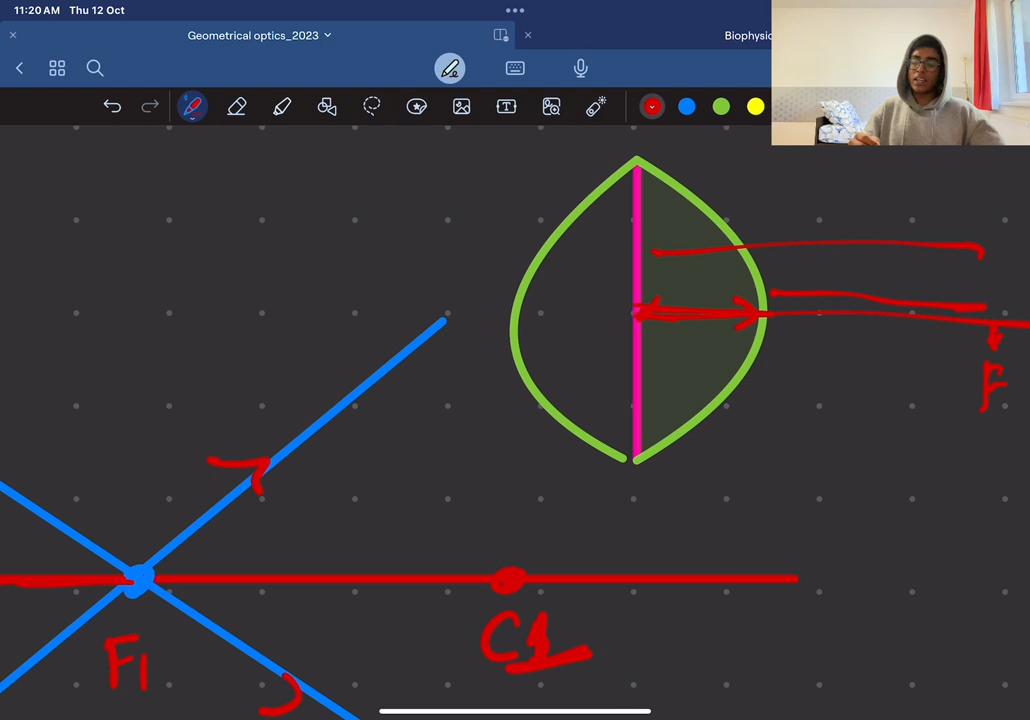 11:20 AM Thu 12 Oct
Geometrical optics_2023
Biophysic
F
C1
F1